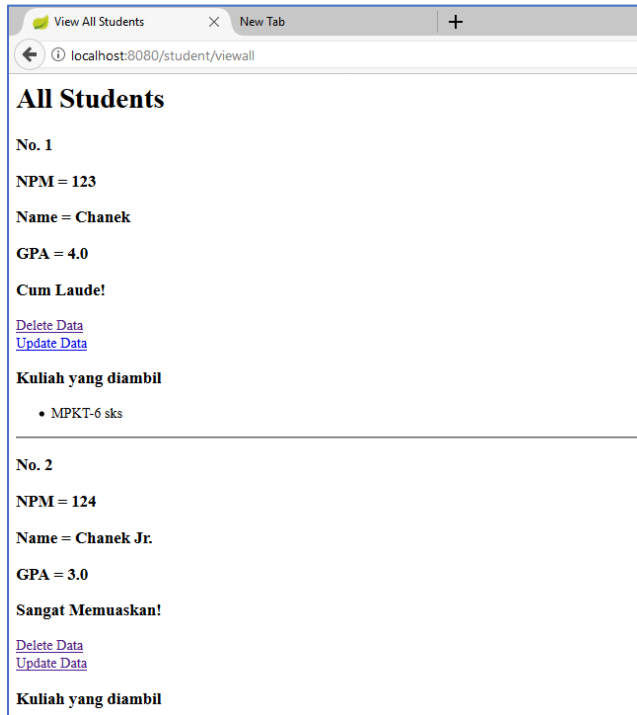 View All Students
New Tab
localhost:8080/student/viewall
All Students
No. 1
NPM = 123
Name = Chanek
GPA = 4.0
Cum Laude!
Delete Data
Update Data
Kuliah yang diambil
• MPKT-6 sks
No. 2
NPM = 124
Name = Chanek Jr.
GPA = 3.0
Sangat Memuaskan!
Delete Data
Update Data
Kuliah yang diambil